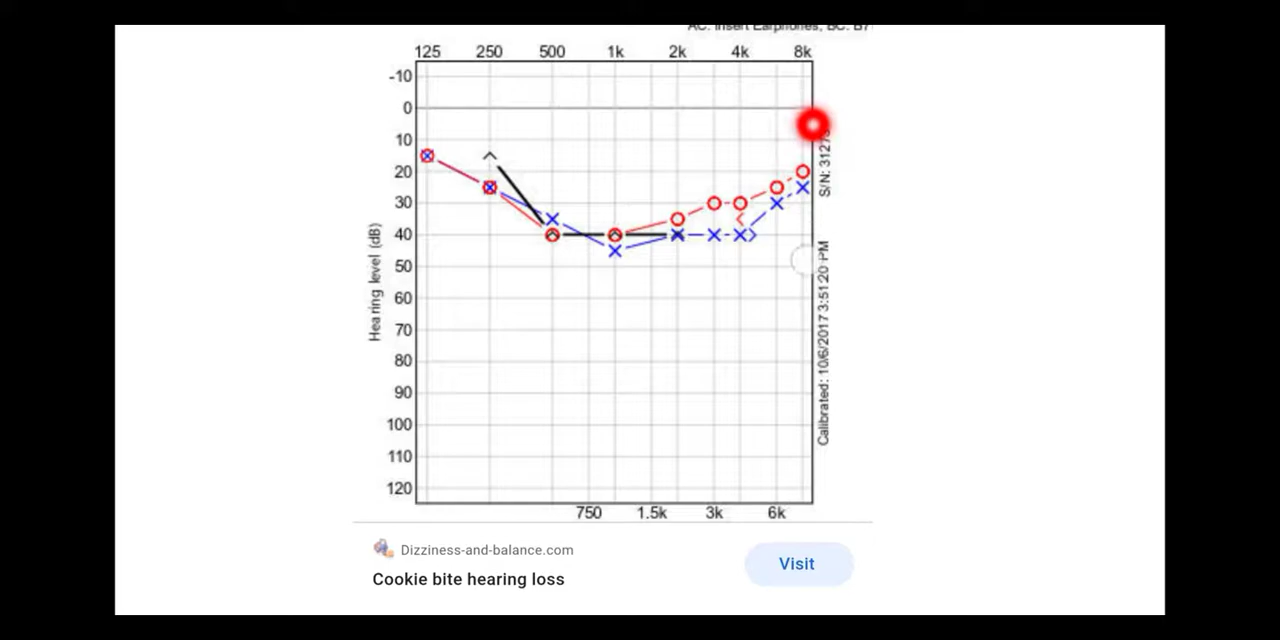 AC: Insert Earphones, BC: B7
125 250 500 1k 2k 4k 8k
-10
0
10
20
30
40
50
60
70
80
90
100
110
120
Hearing level (dB)
S/N: 31273
Calibrated: 10/6/2017 3:51:20 PM
750 1.5k 3k 6k
Dizziness-and-balance.com
Cookie bite hearing loss
Visit